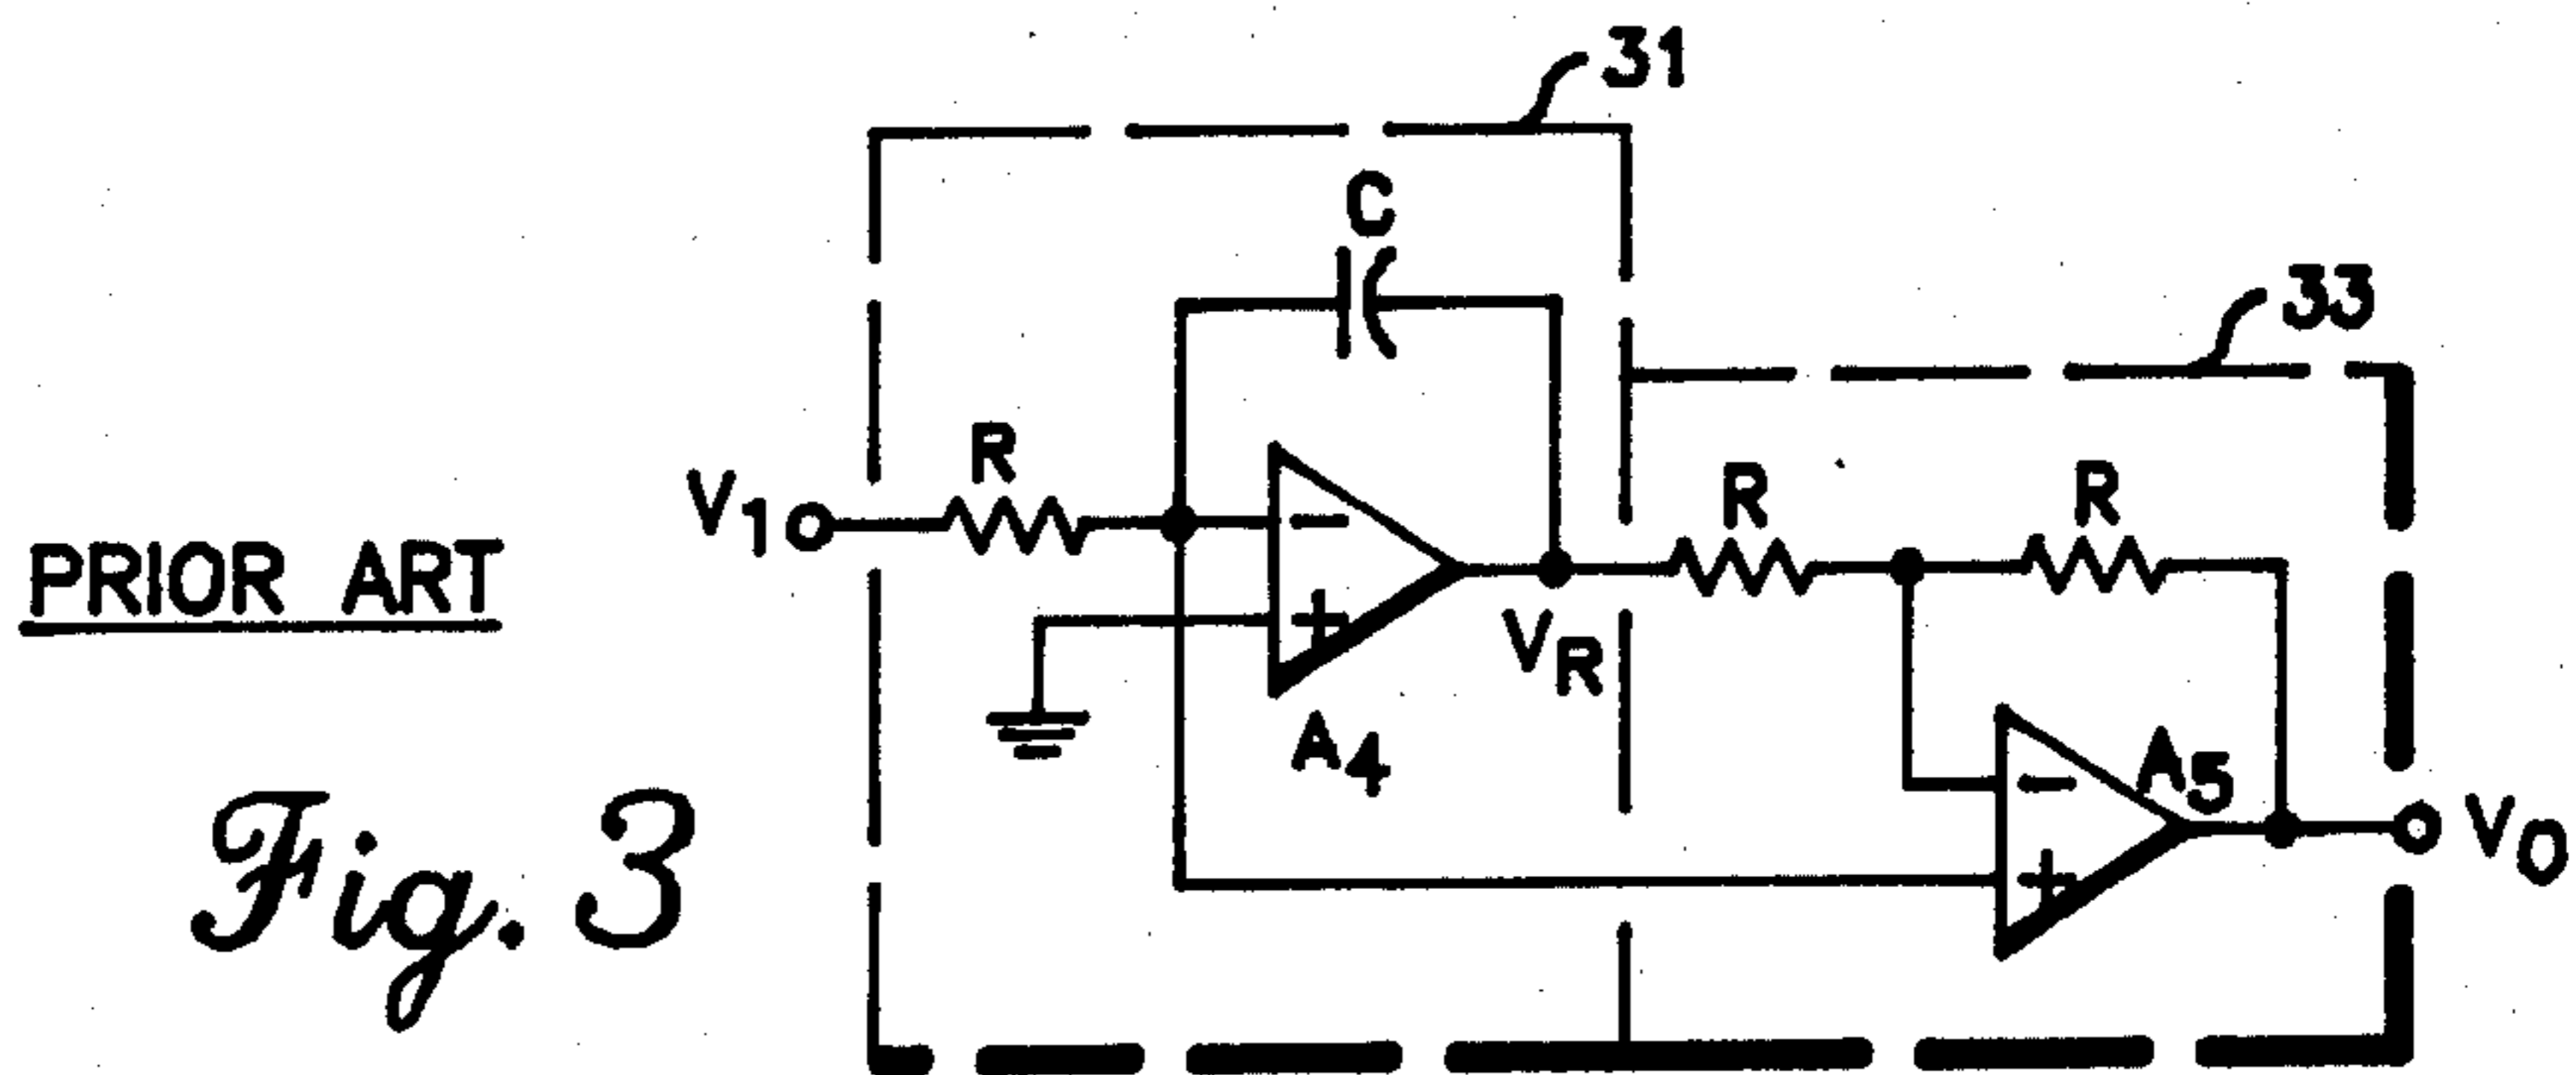 31
C
33
R
R
R
V1
PRIOR ART
-
+
VR
A4
A5
-
+
VO
Fig. 3